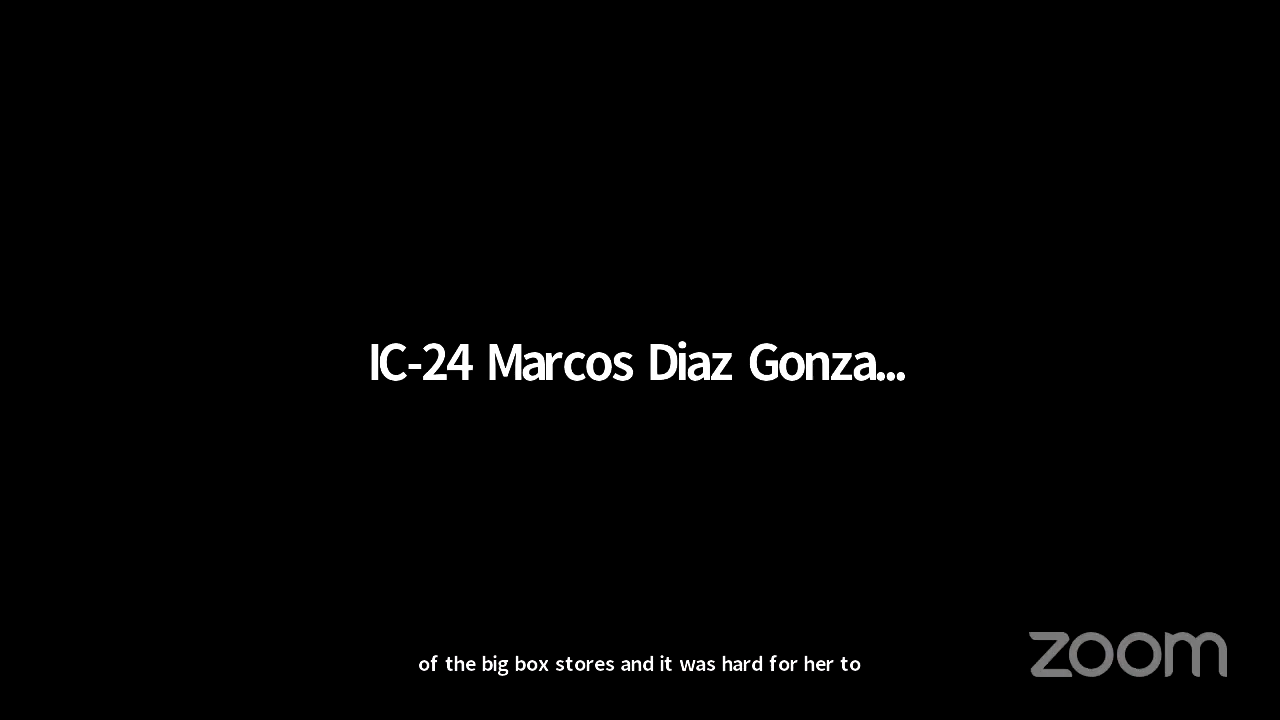 IC-24 Marcos Diaz Gonza...
of the big box stores and it was hard for her to
zoom